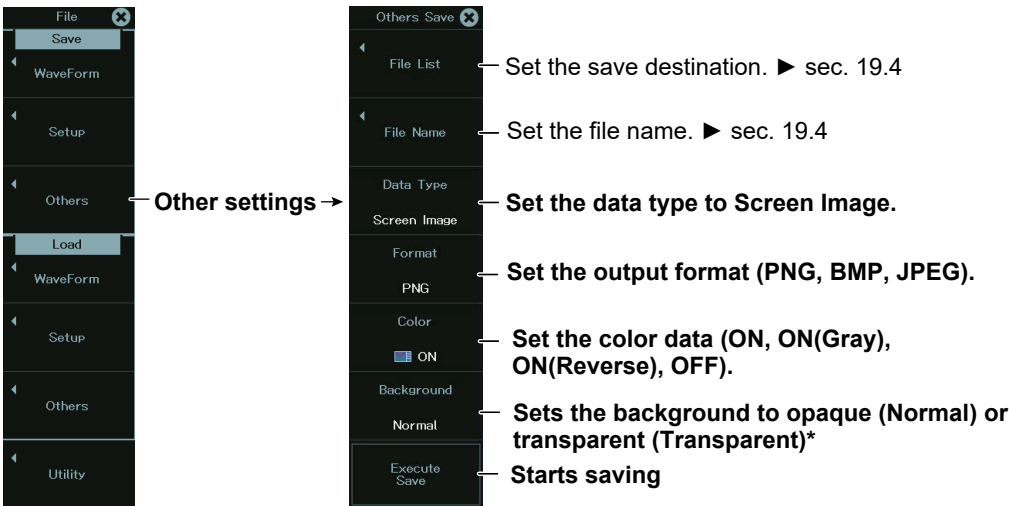 File
Save
WaveForm
Setup
Others
Load
WaveForm
Setup
Others
Utility
Other settings
Others Save
File List
Set the save destination. ► sec. 19.4
File Name
Set the file name. ► sec. 19.4
Data Type
Screen Image
Set the data type to Screen Image.
Format
PNG
Set the output format (PNG, BMP, JPEG).
Color
ON
Set the color data (ON, ON(Gray),
ON(Reverse), OFF).
Background
Normal
Sets the background to opaque (Normal) or
transparent (Transparent)*
Execute
Save
Starts saving